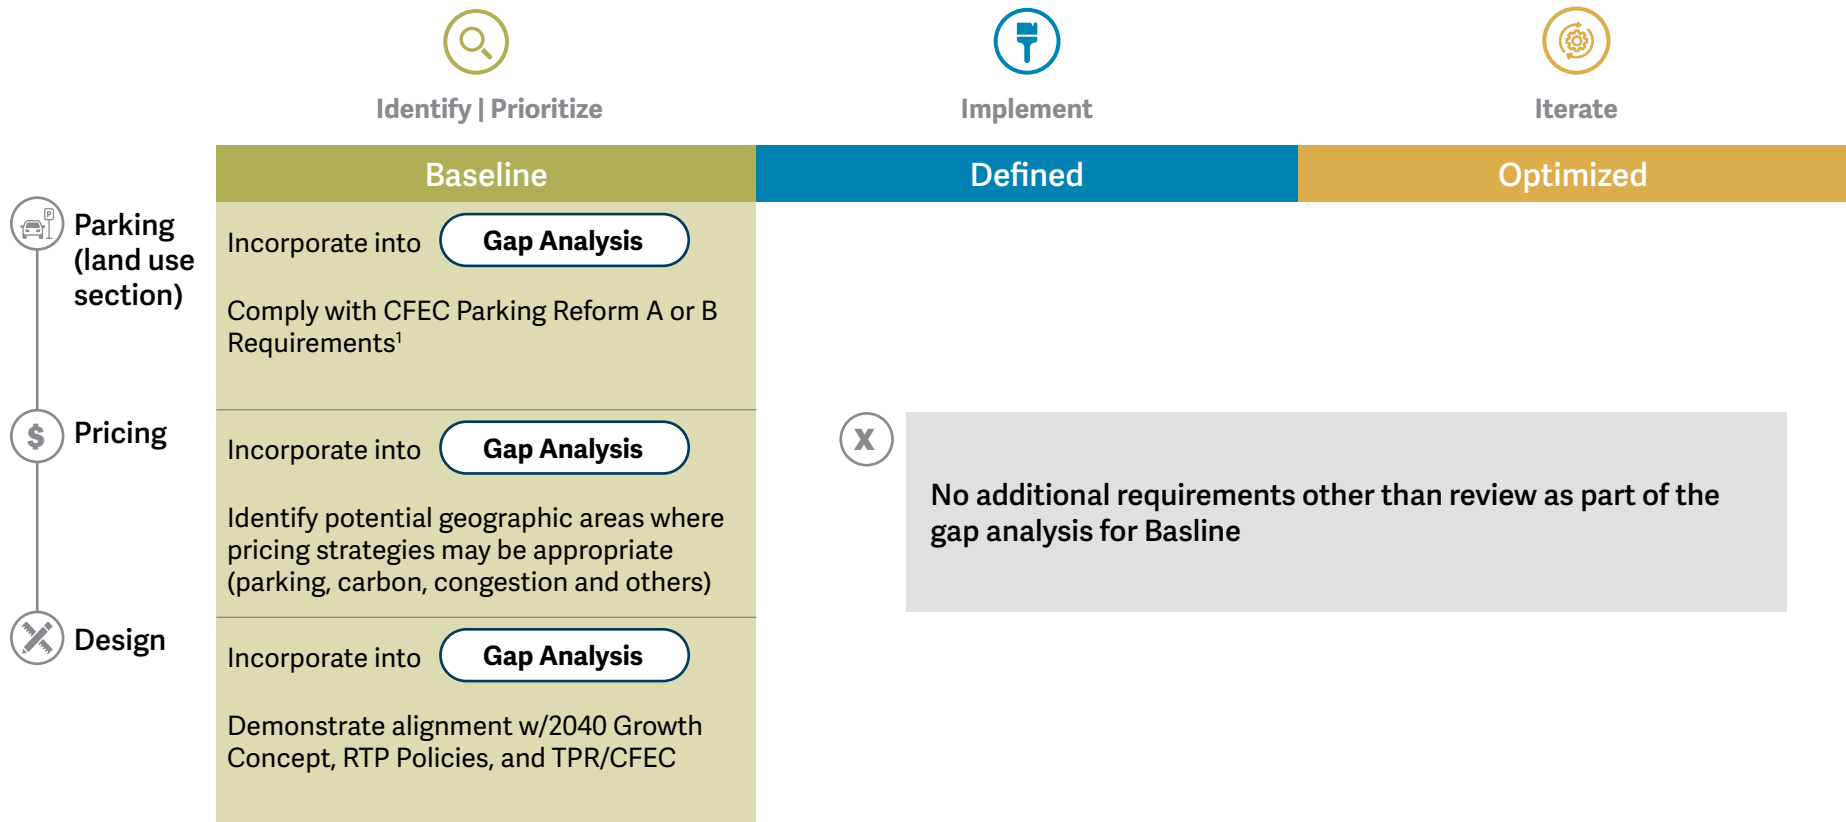 Identify | Prioritize
Implement
Iterate
Baseline
Defined
Optimized
P
Parking
(land use
section)
Incorporate into Gap Analysis
Comply with CFEC Parking Reform A or B
Requirements¹
$ Pricing
Incorporate into Gap Analysis
Identify potential geographic areas where
pricing strategies may be appropriate
(parking, carbon, congestion and others)
X
No additional requirements other than review as part of the
gap analysis for Basline
Design
Incorporate into Gap Analysis
Demonstrate alignment w/2040 Growth
Concept, RTP Policies, and TPR/CFEC